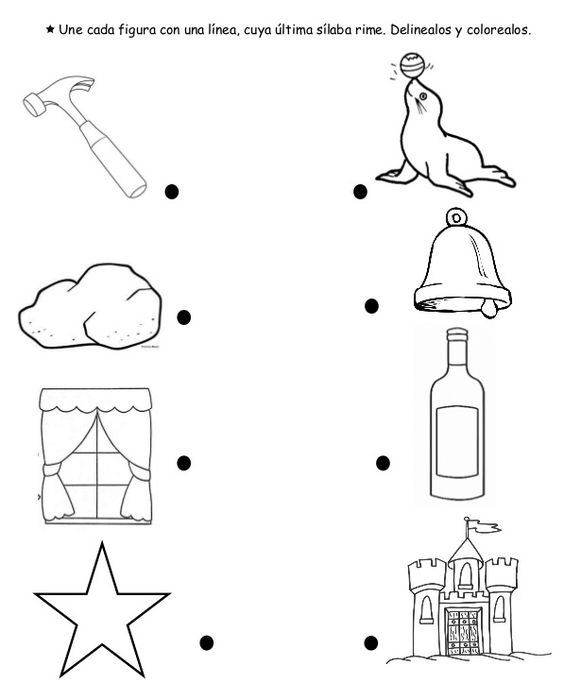 ★ Une cada figura con una línea, cuya última sílaba rime. Delinealos y colorealos.